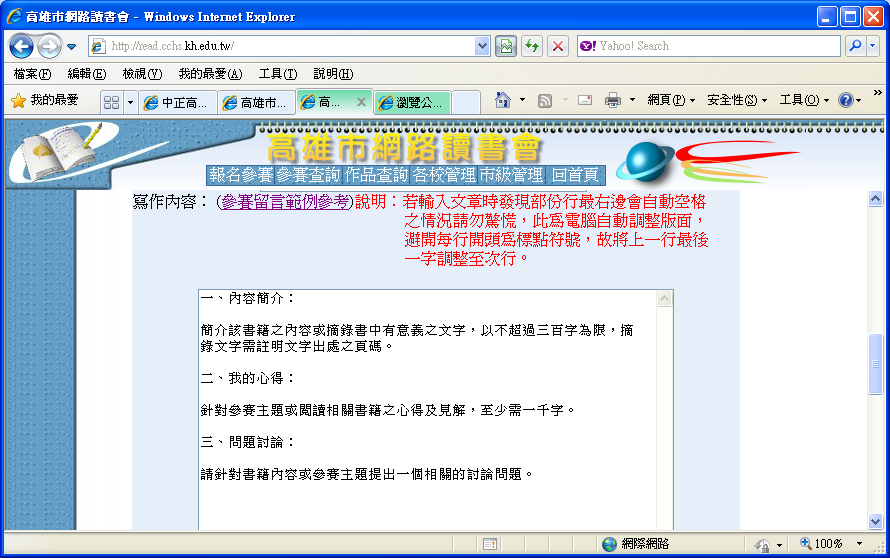 高雄市網路讀書會 - Windows Internet Explorer
http://read.cchs.kh.edu.tw/
Yahoo! Search
檔案(F) 編輯(E) 檢視(V) 我的最愛(A) 工具(T) 說明(H)
我的最愛 中正高... 高雄市... 高... 瀏覽公... 網頁(P) 安全性(S) 工具(O)
高雄市網路讀書會
報名參賽 參賽查詢 作品查詢 各校管理 市級管理 回首頁
寫作內容：(參賽留言範例參考)說明：若輸入文章時發現部份行最右邊會自動空格
之情況請勿驚慌，此為電腦自動調整版面，
避開每行開頭為標點符號，故將上一行最後
一字調整至次行。
一、內容簡介：
簡介該書籍之內容或摘錄書中有意義之文字，以不超過三百字為限，摘
錄文字需註明文字出處之頁碼。
二、我的心得：
針對參賽主題或閱讀相關書籍之心得及見解，至少需一千字。
三、問題討論：
請針對書籍內容或參賽主題提出一個相關的討論問題。
網際網路 100%